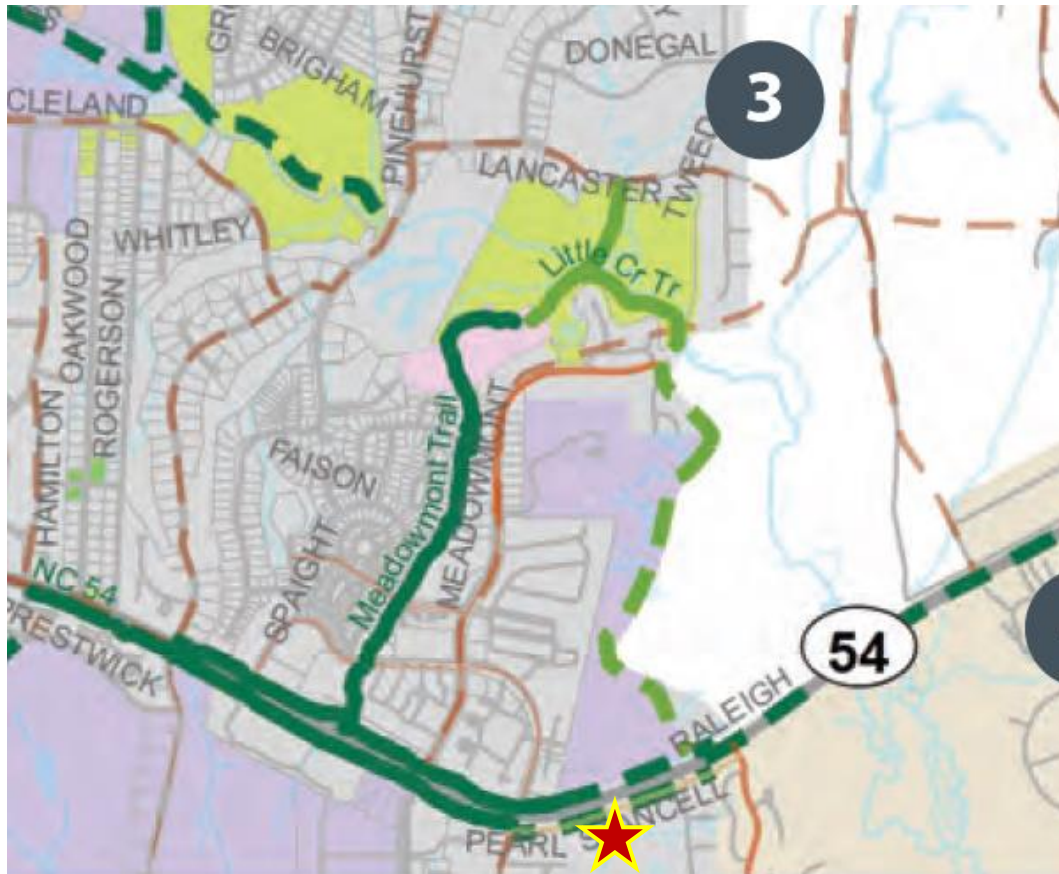 BRIGHAM
PINEHURST
DONEGAL
3
CLELAND
LANCASTER
TWEED
WHITLEY
OAKWOOD
ROGERSON
HAMILTON
Little Cr Tr
FAISON
Meadowmont Trail
MEADOWMONT
SPAIGHT
NC 54
PRESTWICK
54
RALEIGH
PEARL